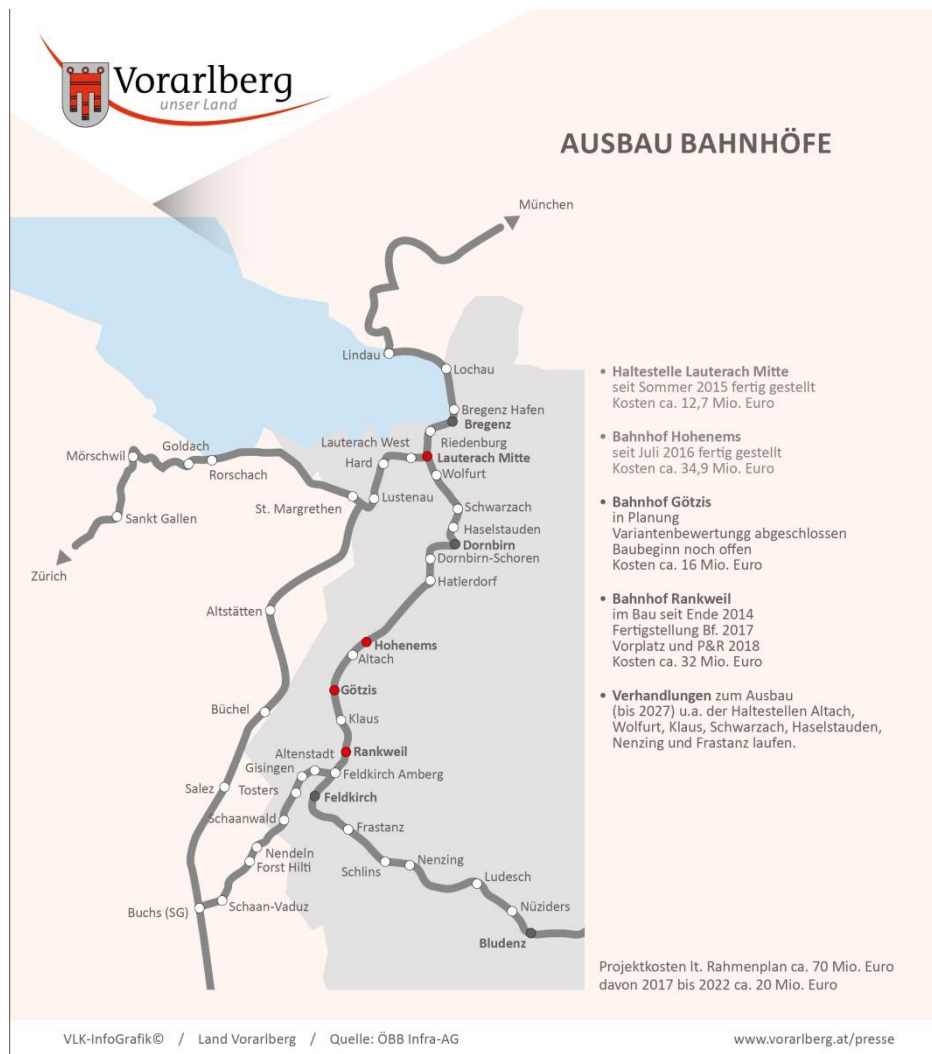 Vorarlberg
unser Land
AUSBAU BAHNHÖFE
München
Lindau
Lochau
Bregenz Hafen
Bregenz
Lauterach West
Riedenburg
Goldach
Mörschwil
Hard
Lauterach Mitte
Rorschach
Wolfurt
St. Margrethen
Lustenau
Schwarzach
Sankt Gallen
Haselstauden
Dornbirn
Dornbirn-Schoren
Zürich
Hatlerdorf
Altstätten
Hohenems
Altach
Götzis
Büchel
Klaus
Altenstadt
Rankweil
Gisingen
Feldkirch Amberg
Salez
Tosters
Feldkirch
Schaanwald
Frastanz
Nendeln
Forst Hilti
Nenzing
Schlins
Ludesch
Schaan-Vaduz
Nüziders
Buchs (SG)
Bludenz
• Haltestelle Lauterach Mitte
seit Sommer 2015 fertig gestellt
Kosten ca. 12,7 Mio. Euro
• Bahnhof Hohenems
seit Juli 2016 fertig gestellt
Kosten ca. 34,9 Mio. Euro
• Bahnhof Götzis
in Planung
Variantenbewertungg abgeschlossen
Baubeginn noch offen
Kosten ca. 16 Mio. Euro
• Bahnhof Rankweil
im Bau seit Ende 2014
Fertigstellung Bf. 2017
Vorplatz und P&R 2018
Kosten ca. 32 Mio. Euro
• Verhandlungen zum Ausbau
(bis 2027) u.a. der Haltestellen Altach,
Wolfurt, Klaus, Schwarzach, Haselstauden,
Nenzing und Frastanz laufen.
Projektkosten lt. Rahmenplan ca. 70 Mio. Euro
davon 2017 bis 2022 ca. 20 Mio. Euro
VLK-InfoGrafik© / Land Vorarlberg / Quelle: ÖBB Infra-AG
www.vorarlberg.at/presse